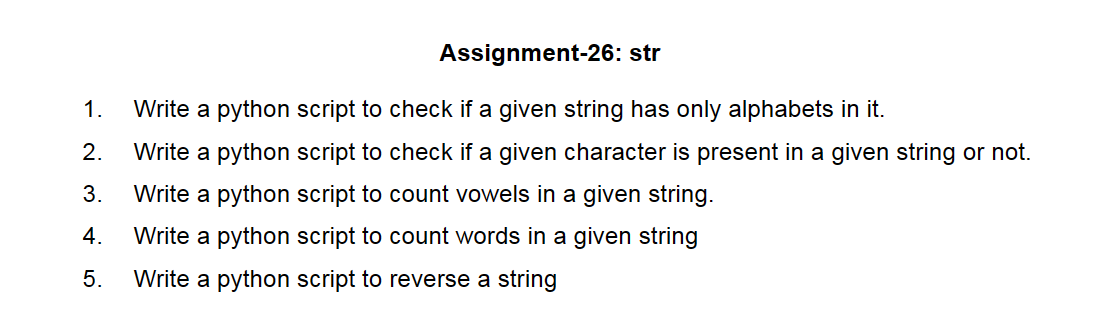 Assignment-26: str
1. Write a python script to check if a given string has only alphabets in it.
2. Write a python script to check if a given character is present in a given string or not.
3. Write a python script to count vowels in a given string.
4. Write a python script to count words in a given string
5. Write a python script to reverse a string